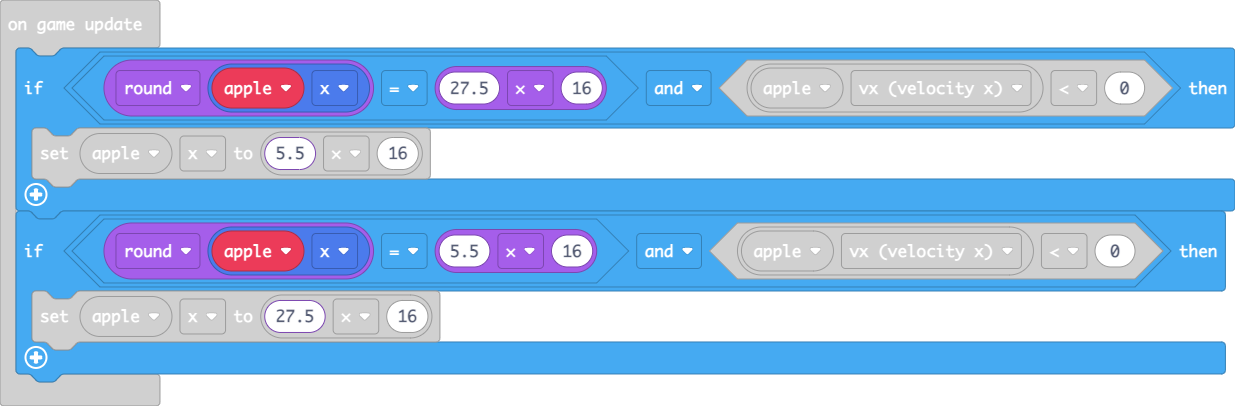 on game update
if round apple x = 27.5 × 16 and apple vx (velocity x) < 0 then
set apple x to 5.5 × 16
if round apple x = 5.5 × 16 and apple vx (velocity x) < 0 then
set apple x to 27.5 × 16